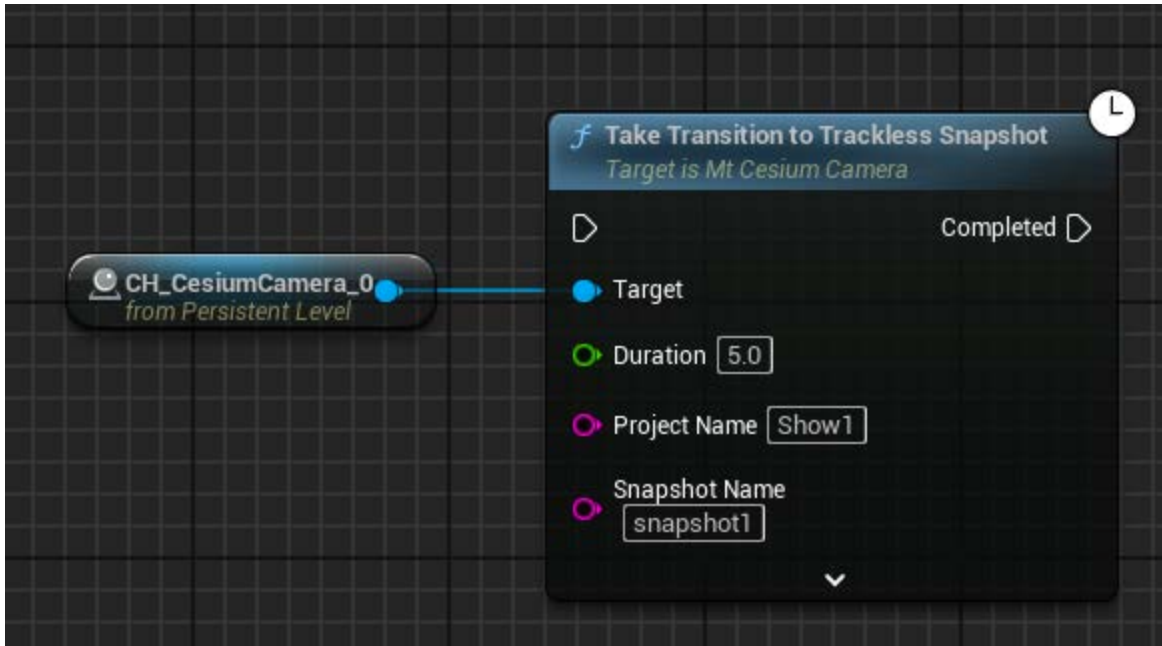 Take Transition to Trackless Snapshot
Target is Mt Cesium Camera
Completed
CH_CesiumCamera_0
from Persistent Level
Target
Duration 5.0
Project Name Show1
Snapshot Name
snapshot1